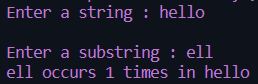 Enter a string : hello
Enter a substring : ell
ell occurs 1 times in hello